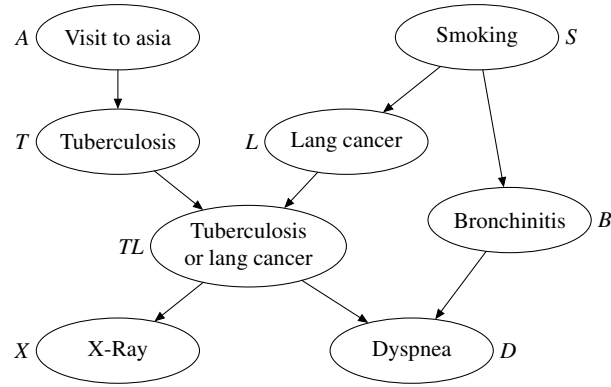 A Visit to asia
Smoking S
T Tuberculosis
L Lang cancer
Bronchinitis B
TL Tuberculosis
or lang cancer
X X-Ray
Dyspnea D